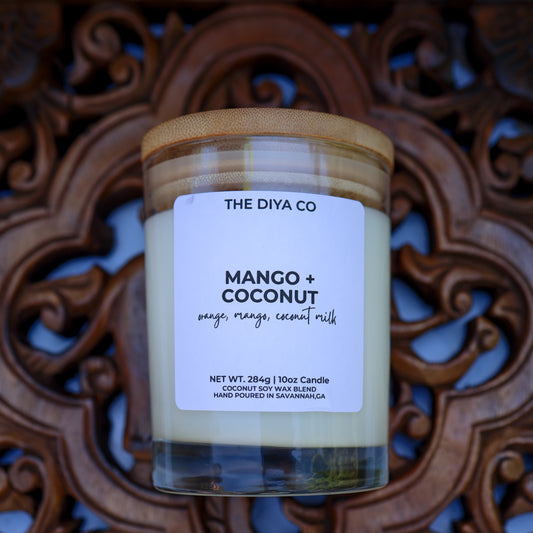 THE DIYA CO
MANGO +
COCONUT
orange, mango, coconut milk
NET WT. 284g | 10oz Candle
COCONUT SOY WAX BLEND
HAND POURED IN SAVANNAH,GA